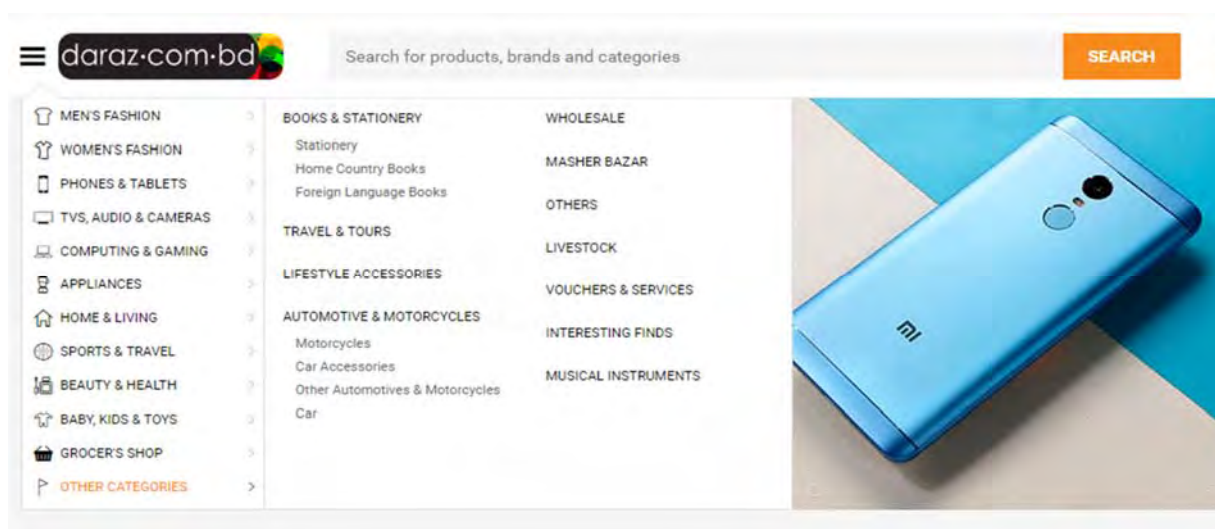 daraz.com.bd
Search for products, brands and categories
SEARCH
MEN'S FASHION
WOMEN'S FASHION
PHONES & TABLETS
TVS, AUDIO & CAMERAS
COMPUTING & GAMING
APPLIANCES
HOME & LIVING
SPORTS & TRAVEL
BEAUTY & HEALTH
BABY, KIDS & TOYS
GROCER'S SHOP
OTHER CATEGORIES
BOOKS & STATIONERY
Stationery
Home Country Books
Foreign Language Books
TRAVEL & TOURS
LIFESTYLE ACCESSORIES
AUTOMOTIVE & MOTORCYCLES
Motorcycles
Car Accessories
Other Automotives & Motorcycles
Car
WHOLESALE
MASHER BAZAR
OTHERS
LIVESTOCK
VOUCHERS & SERVICES
INTERESTING FINDS
MUSICAL INSTRUMENTS
MI